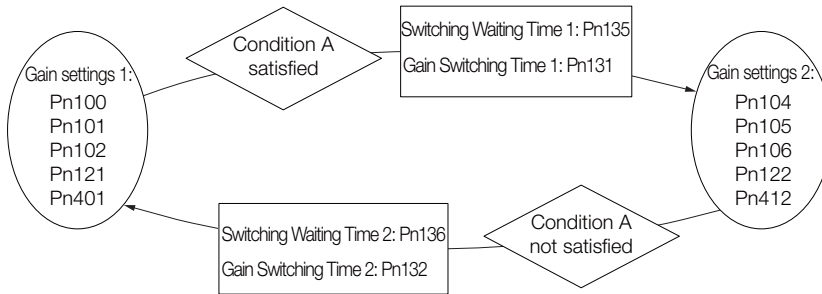 Gain settings 1:
Pn100
Pn101
Pn102
Pn121
Pn401
Condition A
satisfied
Switching Waiting Time 1: Pn135
Gain Switching Time 1: Pn131
Gain settings 2:
Pn104
Pn105
Pn106
Pn122
Pn412
Condition A
not satisfied
Switching Waiting Time 2: Pn136
Gain Switching Time 2: Pn132